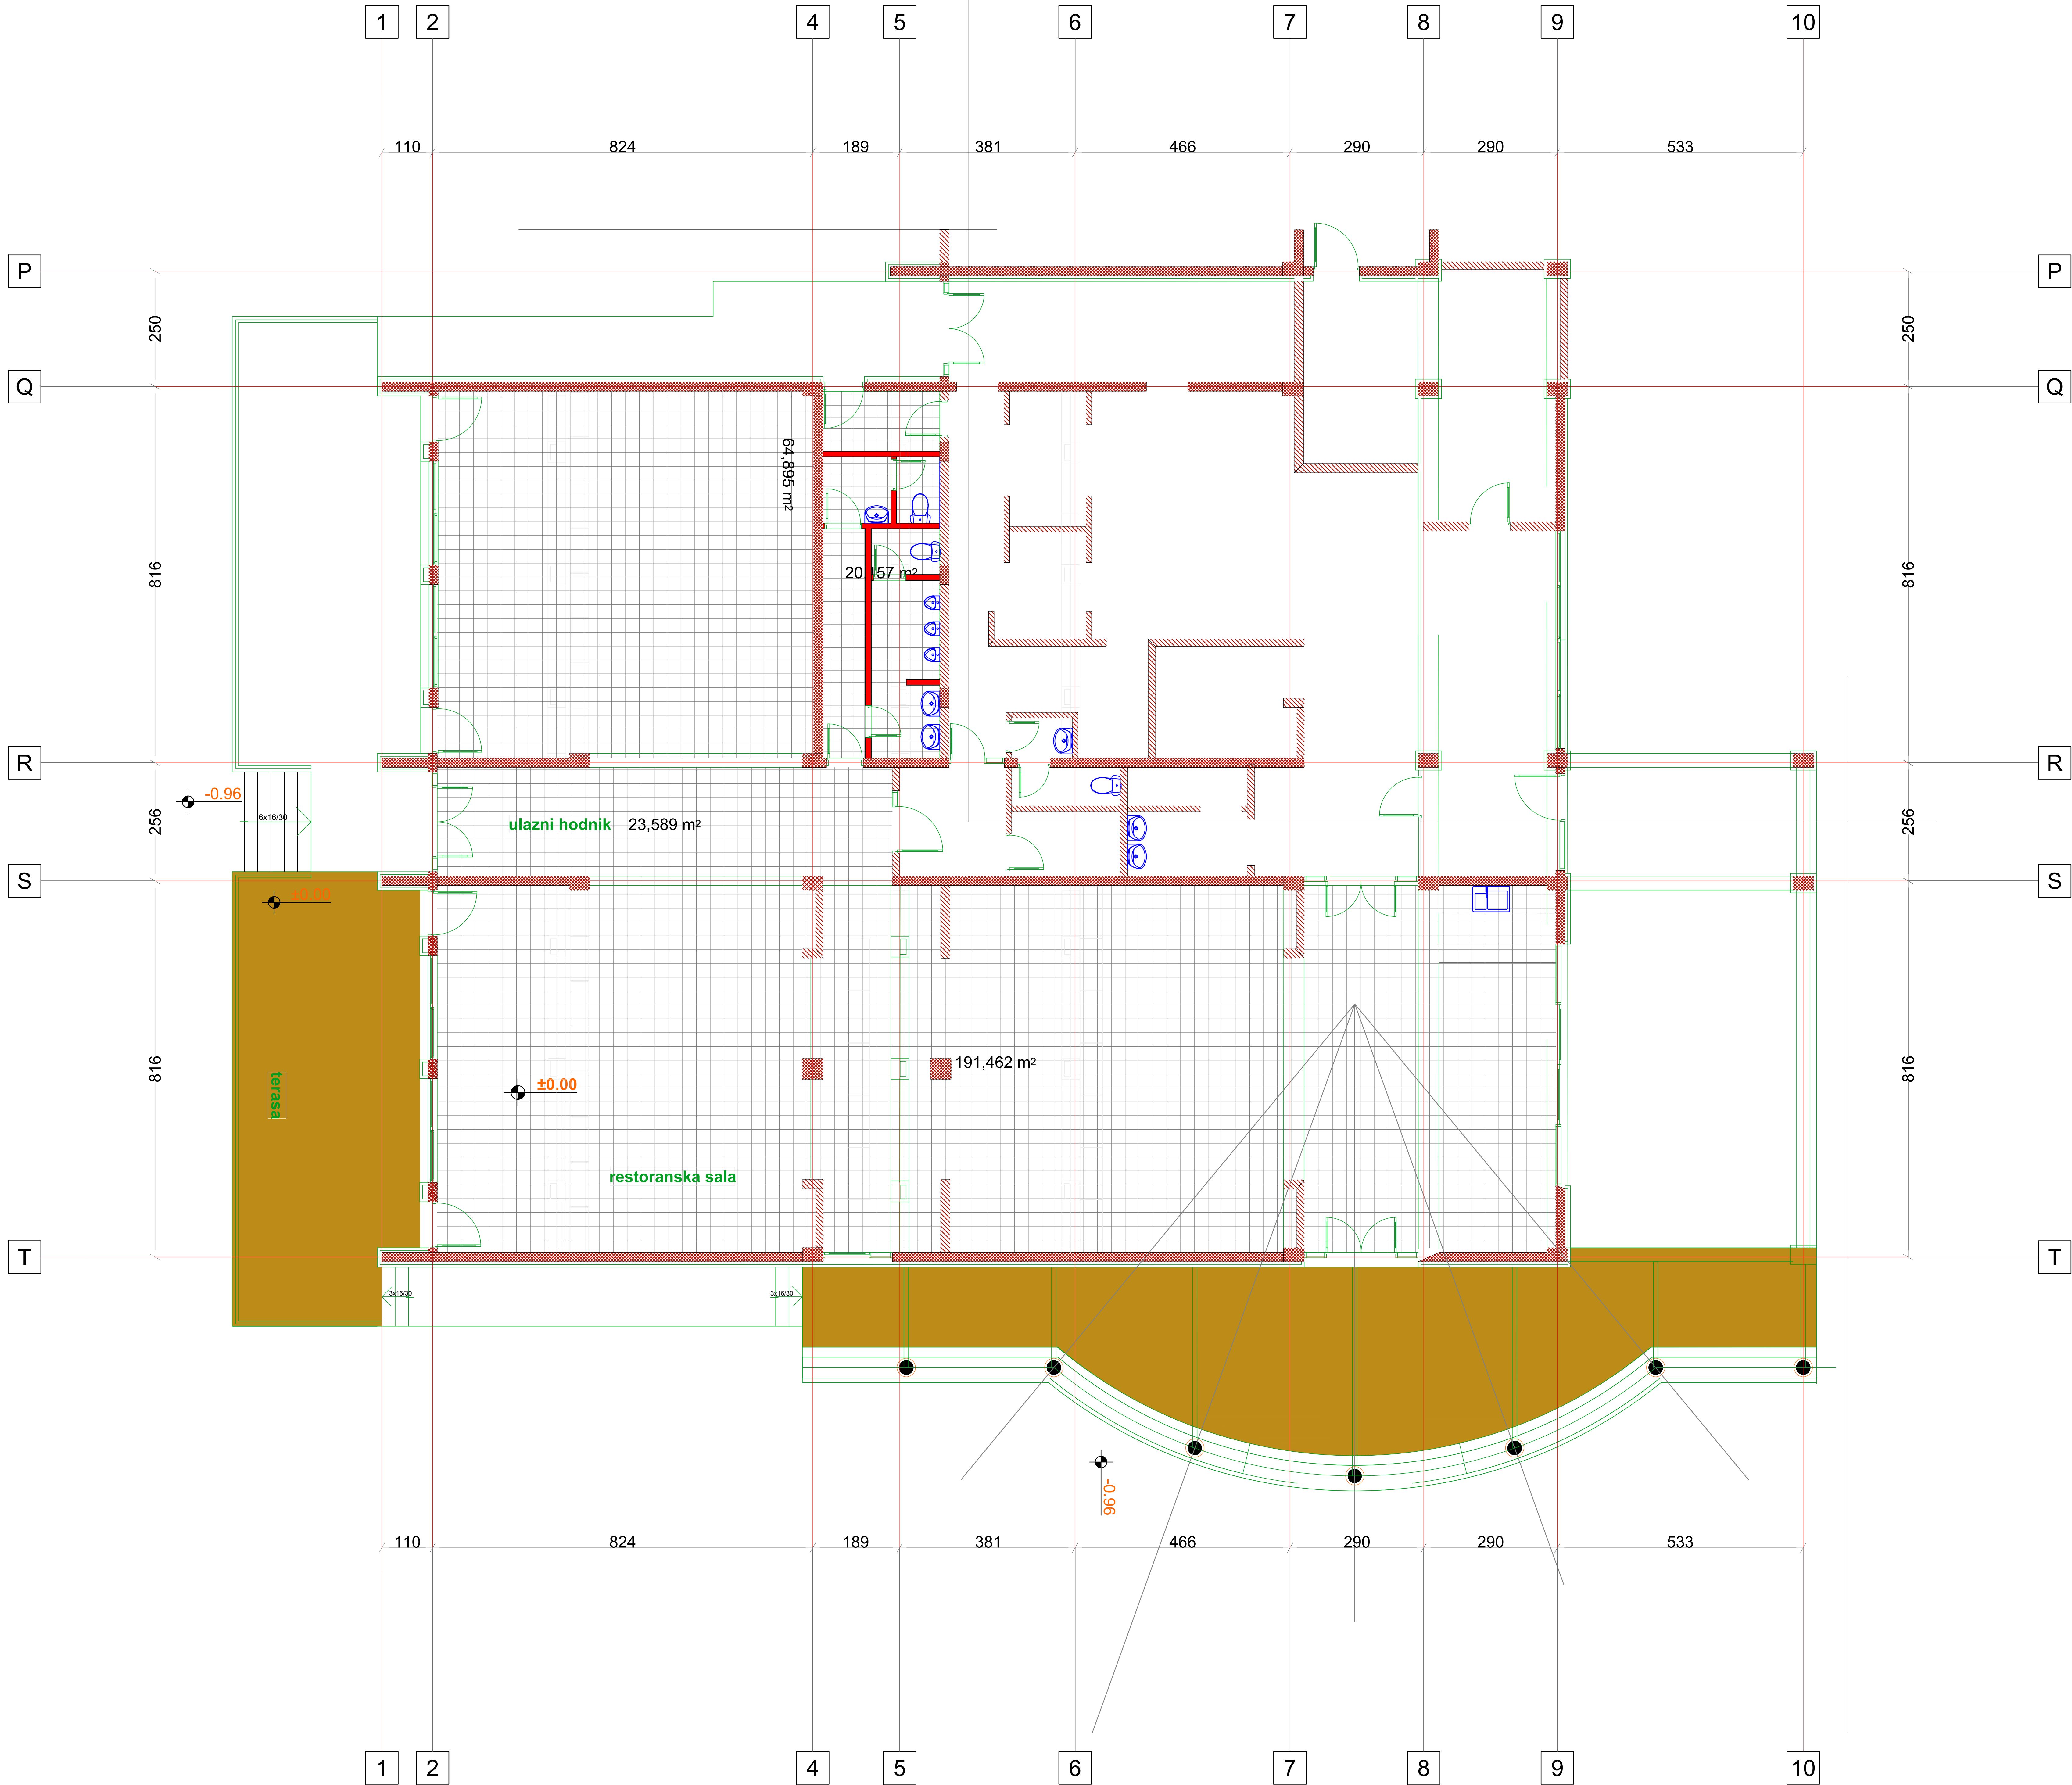 1 2 4 5 6 7 8 9 10
110 824 189 381 466 290 290 533
P P
250 250
Q Q
64,895 m²
816 816
20,157 m²
R R
-0.96
6x16/30
256 256
ulazni hodnik 23,589 m²
S S
±0.00
191,462 m²
816 816
terasa
±0.00
restoranska sala
T T
3x16/30 3x16/30
-0.96
110 824 189 381 466 290 290 533
1 2 4 5 6 7 8 9 10